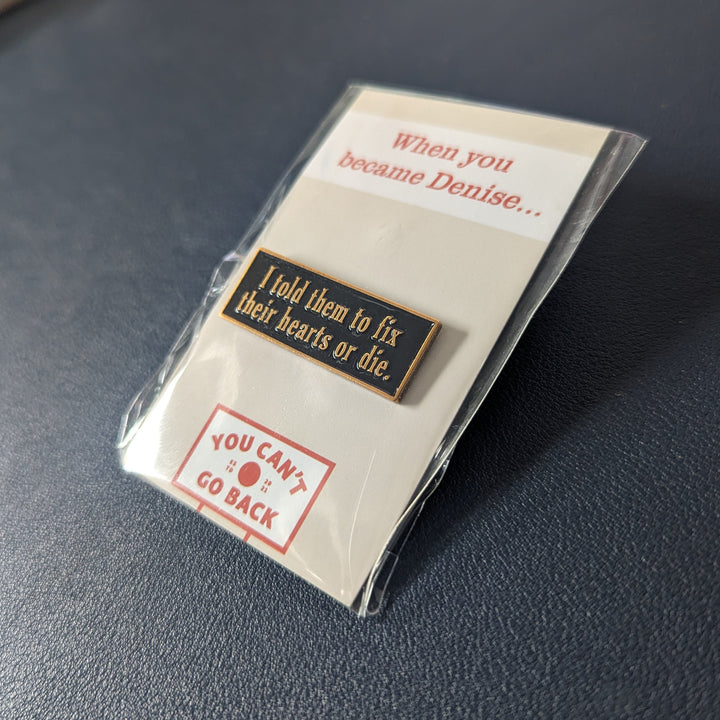 When you
became Denise...
I told them to fix
their hearts or die.
YOU CAN'T
GO BACK